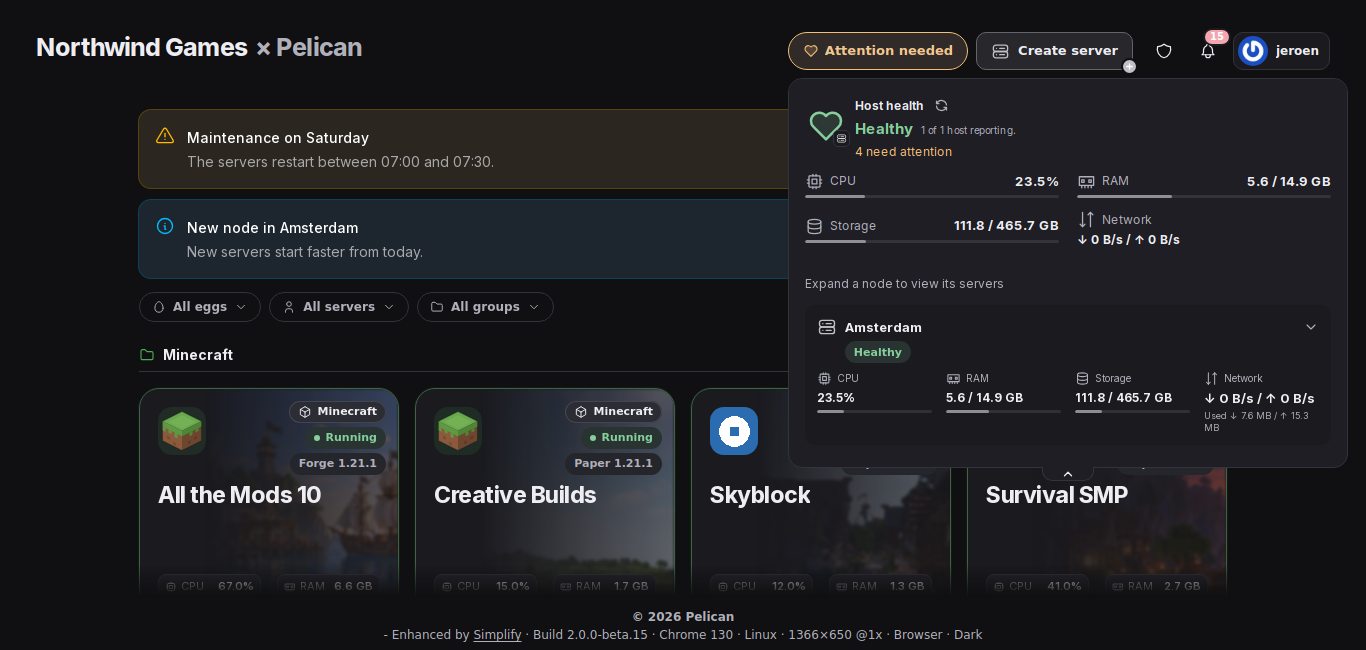 Northwind Games × Pelican
Attention needed
Create server
15
jeroen
Maintenance on Saturday
The servers restart between 07:00 and 07:30.
New node in Amsterdam
New servers start faster from today.
All eggs
All servers
All groups
Minecraft
Host health
Healthy 1 of 1 host reporting.
4 need attention
CPU 23.5%
RAM 5.6 / 14.9 GB
Storage 111.8 / 465.7 GB
Network
↓ 0 B/s / ↑ 0 B/s
Expand a node to view its servers
Amsterdam
Healthy
CPU
23.5%
RAM
5.6 / 14.9 GB
Storage
111.8 / 465.7 GB
Network
↓ 0 B/s / ↑ 0 B/s
Used ↓ 7.6 MB / ↑ 15.3
MB
Minecraft
Running
Forge 1.21.1
All the Mods 10
CPU 67.0%
RAM 6.6 GB
Minecraft
Running
Paper 1.21.1
Creative Builds
CPU 15.0%
RAM 1.7 GB
Skyblock
CPU 12.0%
RAM 1.3 GB
Survival SMP
CPU 41.0%
RAM 2.7 GB
© 2026 Pelican
- Enhanced by Simplify · Build 2.0.0-beta.15 · Chrome 130 · Linux · 1366×650 @1x · Browser · Dark